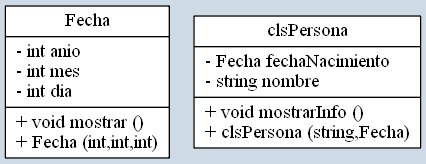 Fecha
- int anio
- int mes
- int dia
+ void mostrar ()
+ Fecha (int,int,int)
clsPersona
- Fecha fechaNacimiento
- string nombre
+ void mostrarInfo ()
+ clsPersona (string,Fecha)